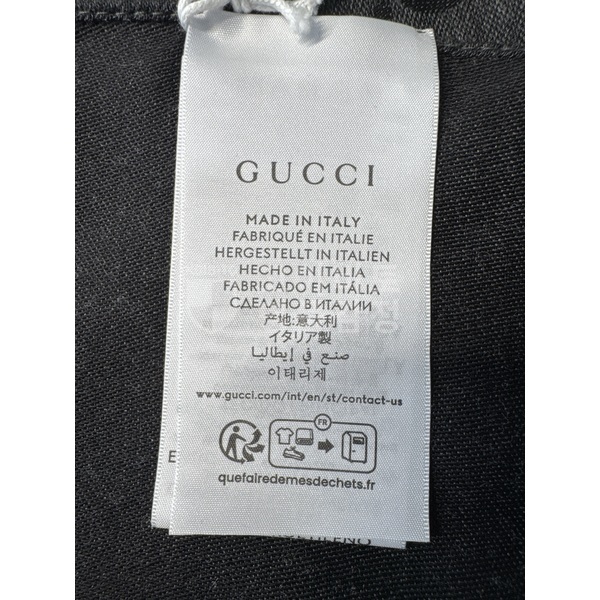 GUCCI
MADE IN ITALY
FABRIQUÉ EN ITALIE
HERGESTELLT IN ITALIEN
HECHO EN ITALIA
FABRICADO EM ITÁLIA
СДЕЛАНО В ИТАЛИИ
产地:意大利
イタリア製
صنع في إيطاليا
이태리제
www.gucci.com/int/en/st/contact-us
FR
quefairedemesdechets.fr